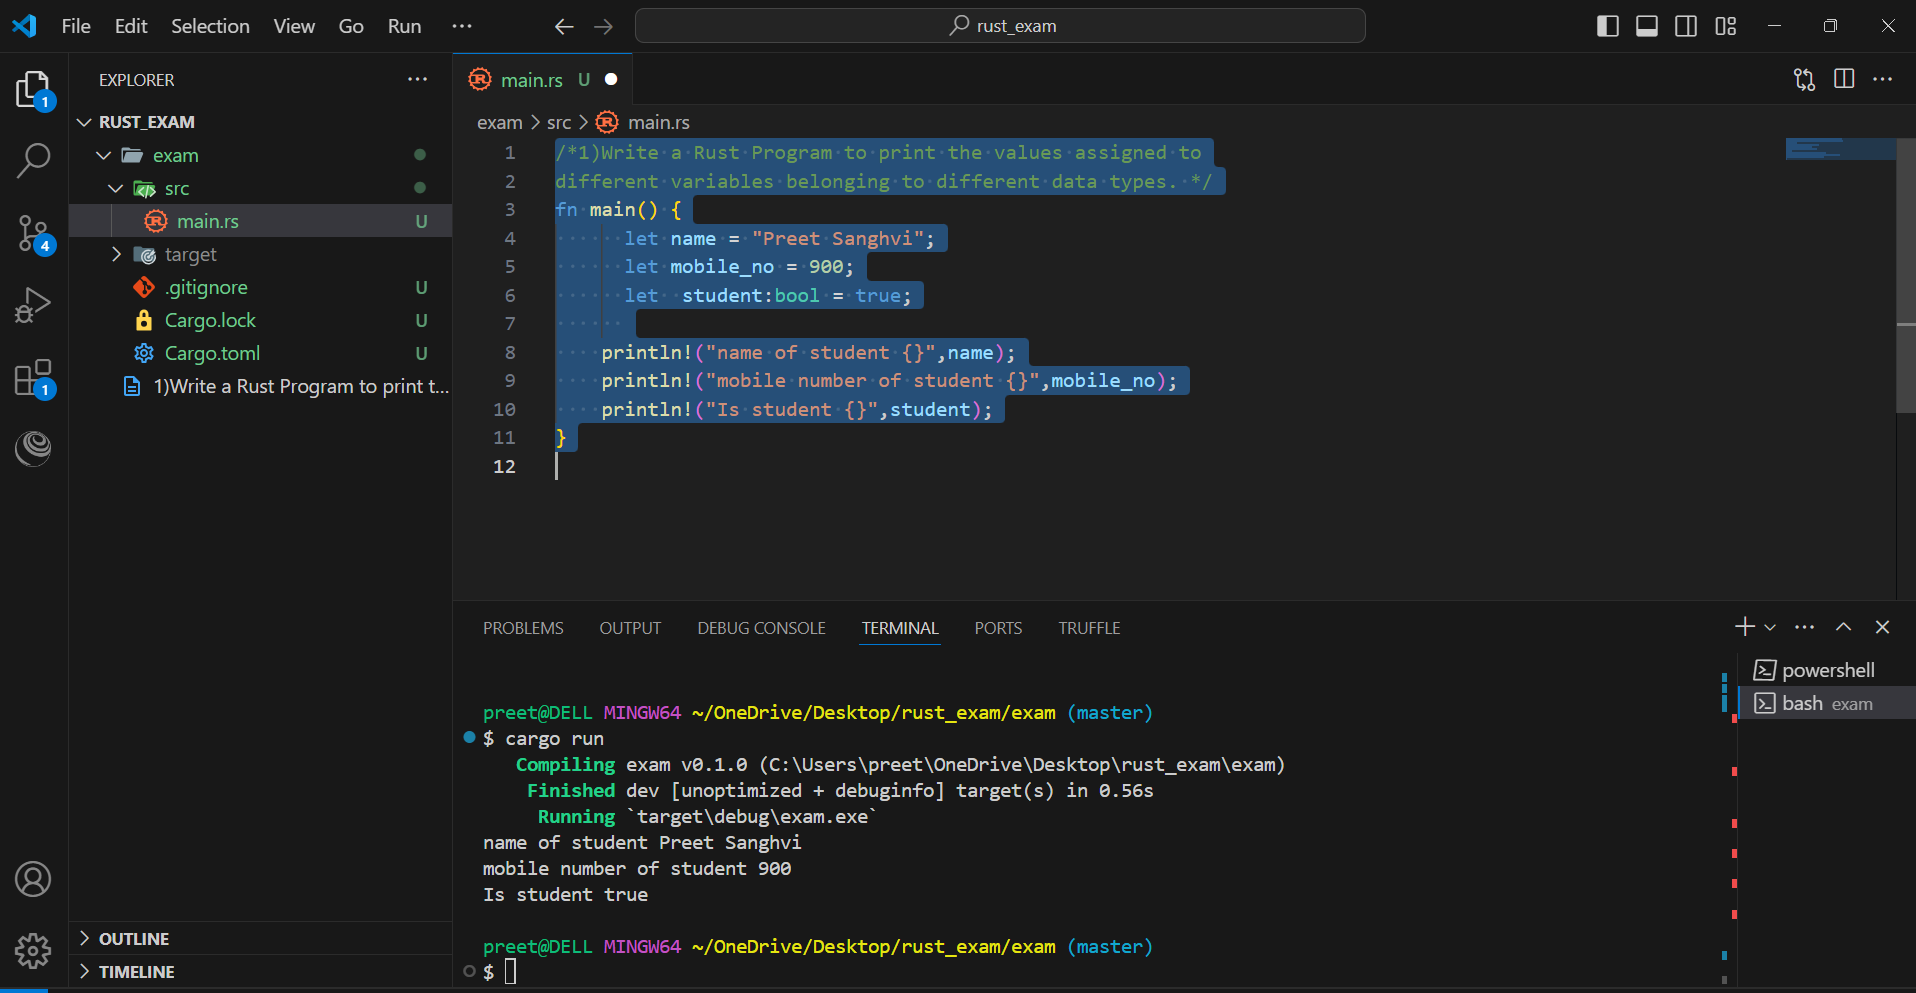 File Edit Selection View Go Run ···
rust_exam
EXPLORER ···
RUST_EXAM
exam
src
main.rs U
target
.gitignore U
Cargo.lock U
Cargo.toml U
1)Write a Rust Program to print t...
1
4
1
OUTLINE
TIMELINE
main.rs U
exam > src > main.rs
1 /*1)Write a Rust Program to print the values assigned to
2 different variables belonging to different data types. */
3 fn main() {
4 let name = "Preet Sanghvi";
5 let mobile_no = 900;
6 let  student:bool = true;
7
8 println!("name of student {}",name);
9 println!("mobile number of student {}",mobile_no);
10 println!("Is student {}",student);
11 }
12
PROBLEMS OUTPUT DEBUG CONSOLE TERMINAL PORTS TRUFFLE
powershell
bash exam
preet@DELL MINGW64 ~/OneDrive/Desktop/rust_exam/exam (master)
$ cargo run
Compiling exam v0.1.0 (C:\Users\preet\OneDrive\Desktop\rust_exam\exam)
Finished dev [unoptimized + debuginfo] target(s) in 0.56s
Running `target\debug\exam.exe`
name of student Preet Sanghvi
mobile number of student 900
Is student true
preet@DELL MINGW64 ~/OneDrive/Desktop/rust_exam/exam (master)
$